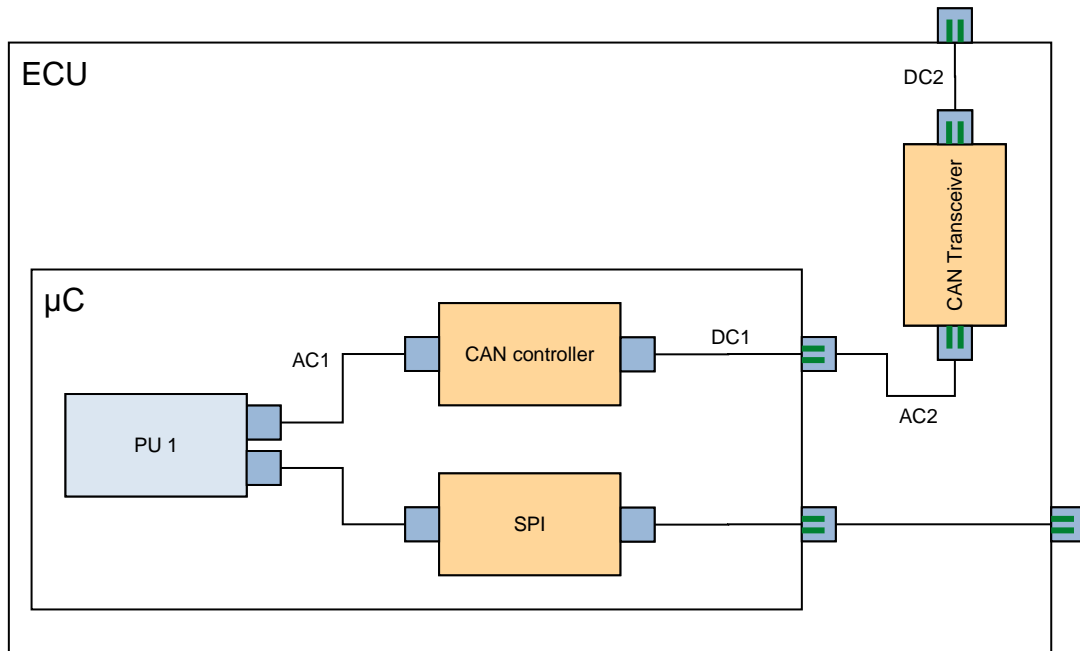 ECU
DC2
CAN Transceiver
µC
AC1
CAN controller
DC1
AC2
PU 1
SPI